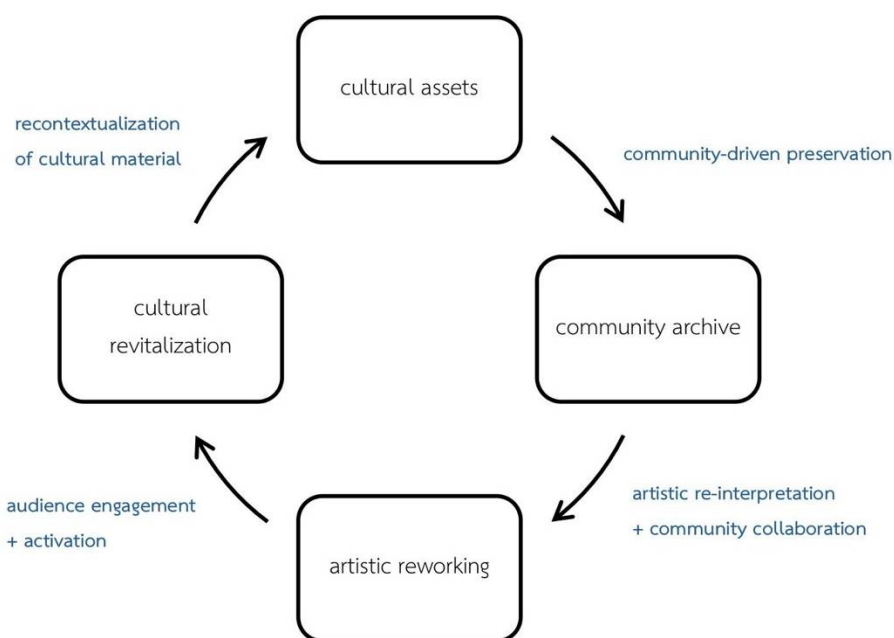 cultural assets
recontextualization
of cultural material
community-driven preservation
cultural
revitalization
community archive
audience engagement
+ activation
artistic re-interpretation
+ community collaboration
artistic reworking